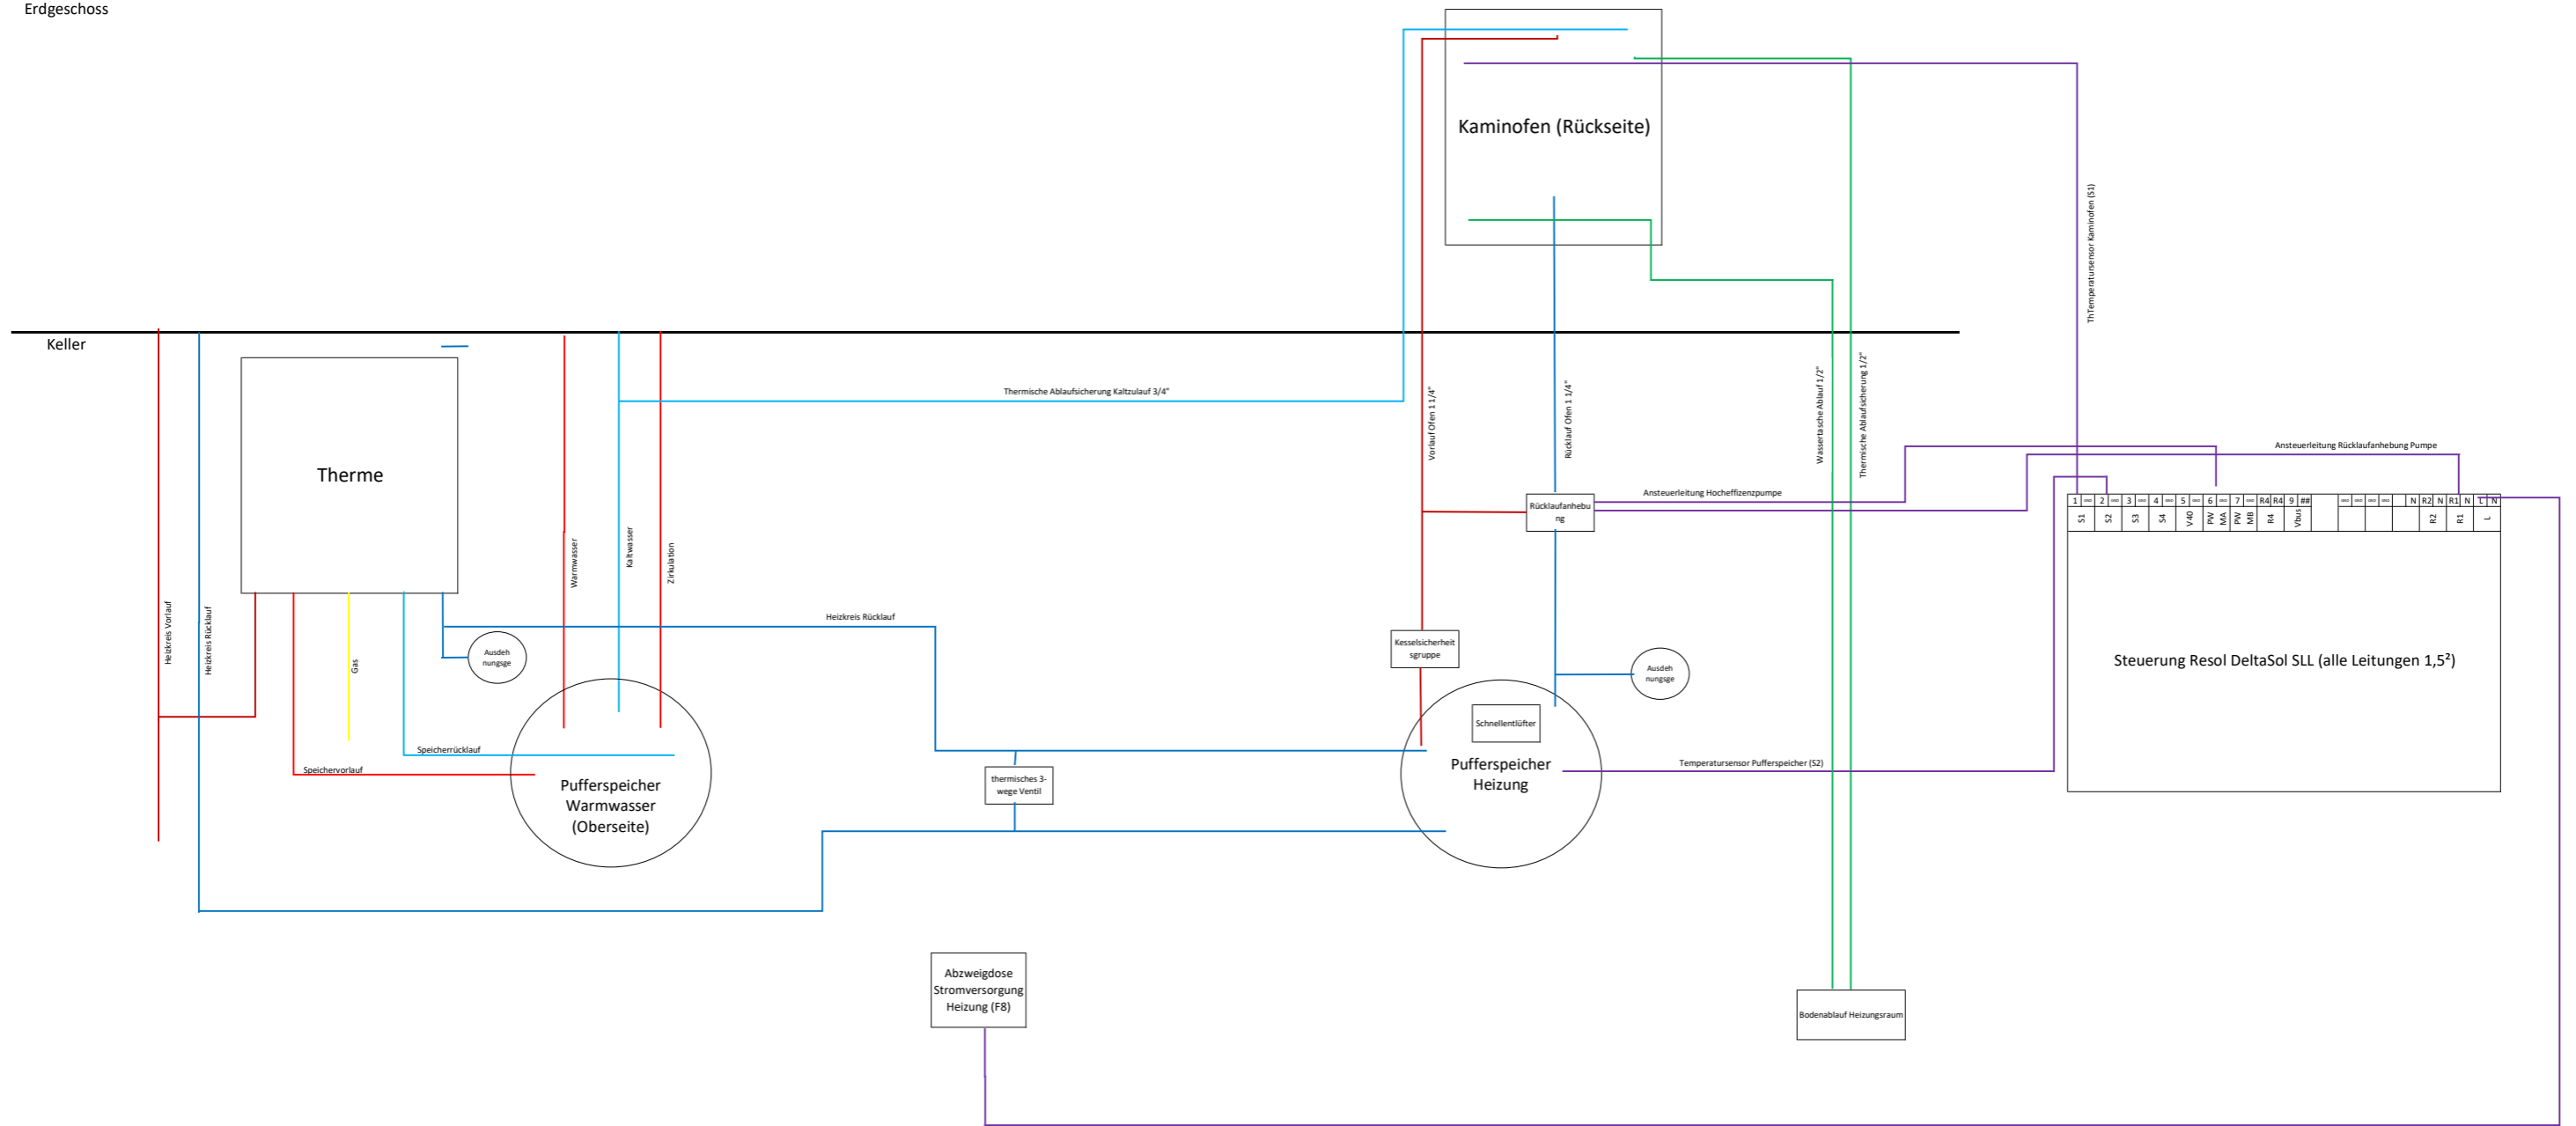 Erdgeschoss
Kaminofen (Rückseite)
ThTemperatursensor Kaminofen (S1)
Keller
Thermische Ablaufsicherung Kaltzulauf 3/4"
Vorlauf Ofen 1 1/4"
Rücklauf Ofen 1 1/4"
Wassertasche Ablauf 1/2"
Thermische Ablaufsicherung 1/2"
Ansteuerleitung Rücklaufanhebung Pumpe
Therme
Ansteuerleitung Hocheffizenzpumpe
Rücklaufanhebu
ng
1 2 3 4 5 6 7 R4 R4 9 ## N R2 N R1 N L N
S1 S2 S3 S4 V40 PW MA PW MB R4 Vbus R2 R1 L
Warmwasser
Kaltwasser
Zirkulation
Heizkreis Vorlauf
Heizkreis Rücklauf
Gas
Heizkreis Rücklauf
Ausdeh
nungsge
Kesselsicherheit
sgruppe
Ausdeh
nungsge
Steuerung Resol DeltaSol SLL (alle Leitungen 1,5²)
Schnellentlüfter
Speicherrücklauf
Speichervorlauf
Pufferspeicher
Warmwasser
(Oberseite)
thermisches 3-
wege Ventil
Pufferspeicher
Heizung
Temperatursensor Pufferspeicher (S2)
Abzweigdose
Stromversorgung
Heizung (F8)
Bodenablauf Heizungsraum